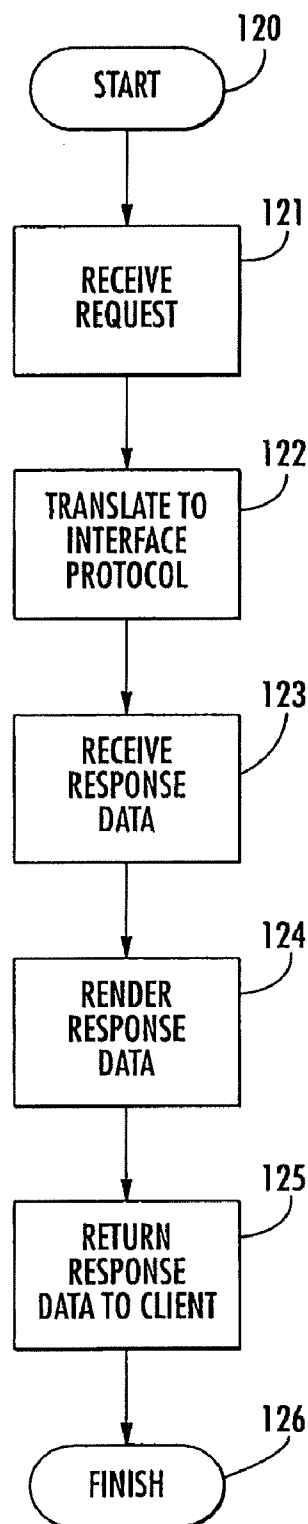 120
START
121
RECEIVE
REQUEST
122
TRANSLATE TO
INTERFACE
PROTOCOL
123
RECEIVE
RESPONSE
DATA
124
RENDER
RESPONSE
DATA
125
RETURN
RESPONSE
DATA TO CLIENT
126
FINISH